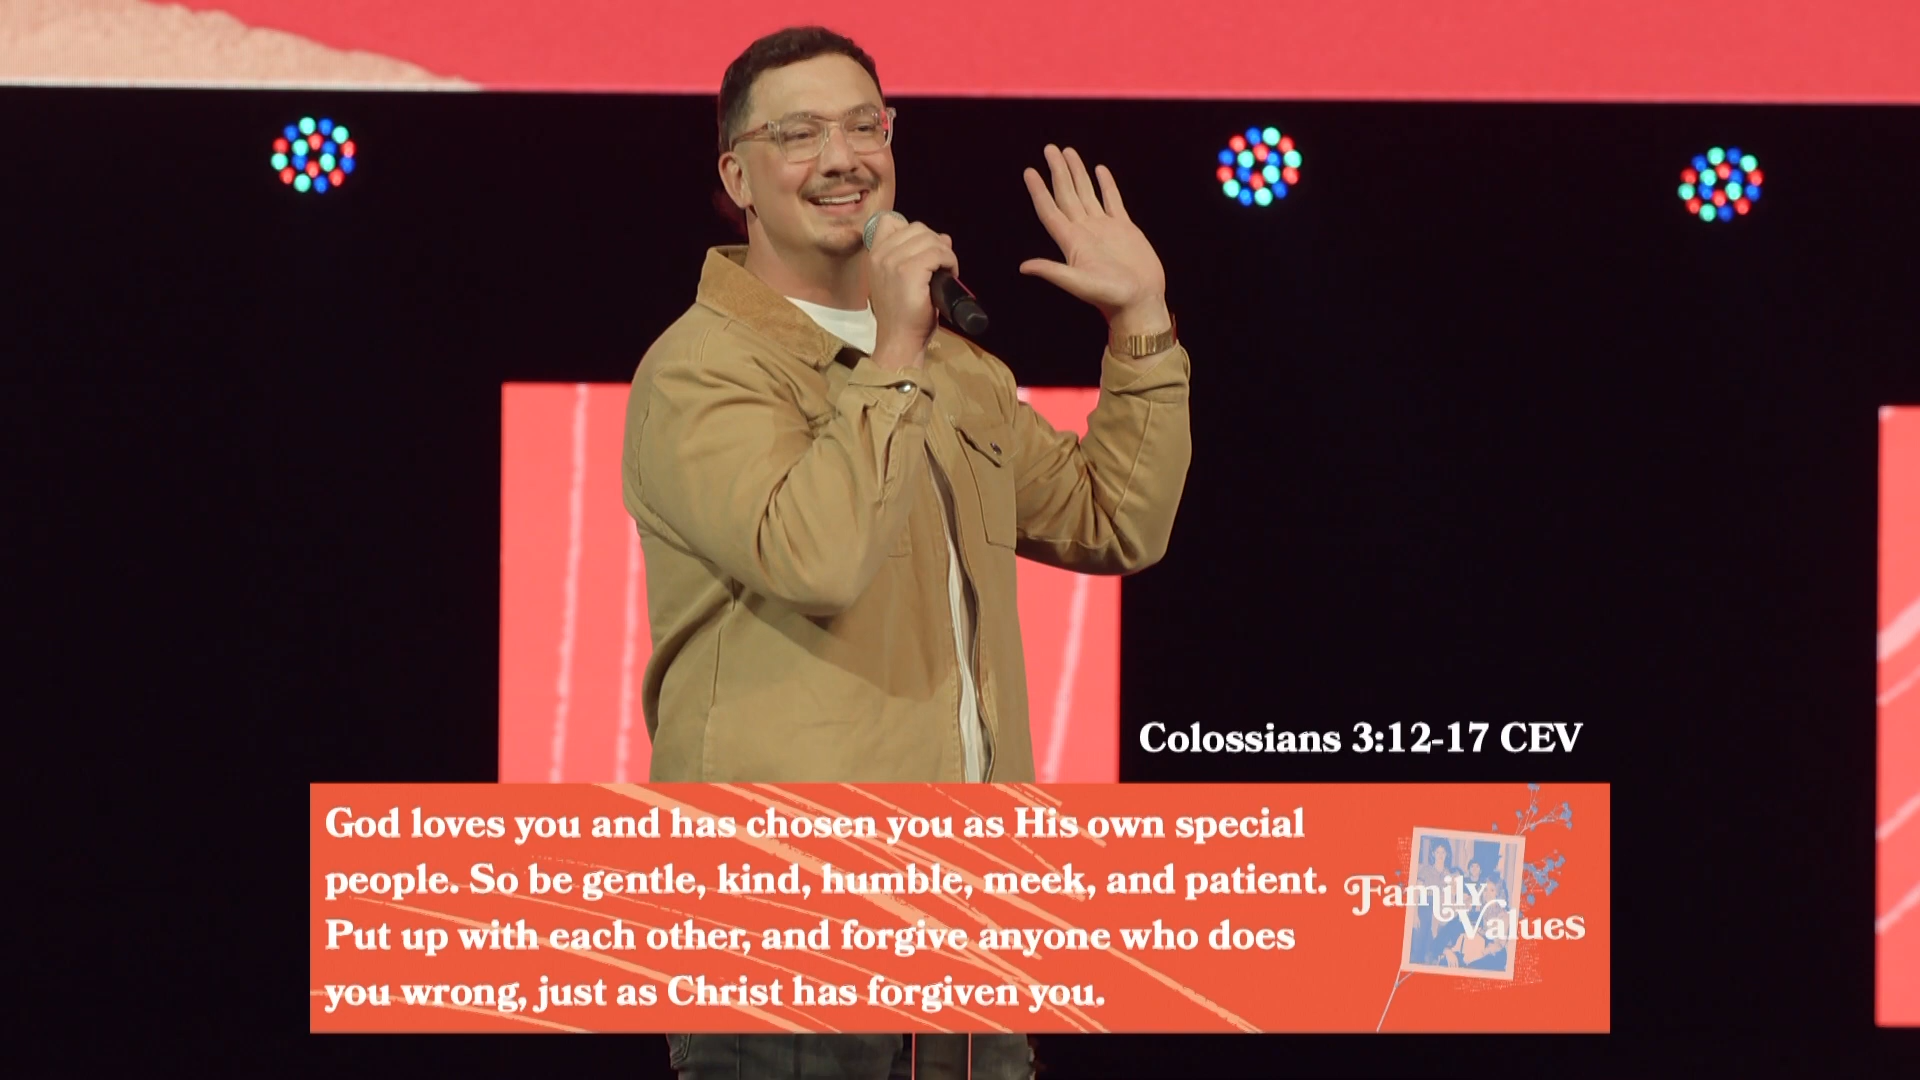 Colossians 3:12-17 CEV
God loves you and has chosen you as His own special
people. So be gentle, kind, humble, meek, and patient.
Put up with each other, and forgive anyone who does
you wrong, just as Christ has forgiven you.
Family
Values